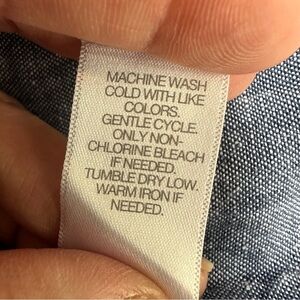 MACHINE WASH
COLD WITH LIKE
COLORS.
GENTLE CYCLE.
ONLY NON-
CHLORINE BLEACH
IF NEEDED.
TUMBLE DRY LOW.
WARM IRON IF
NEEDED.